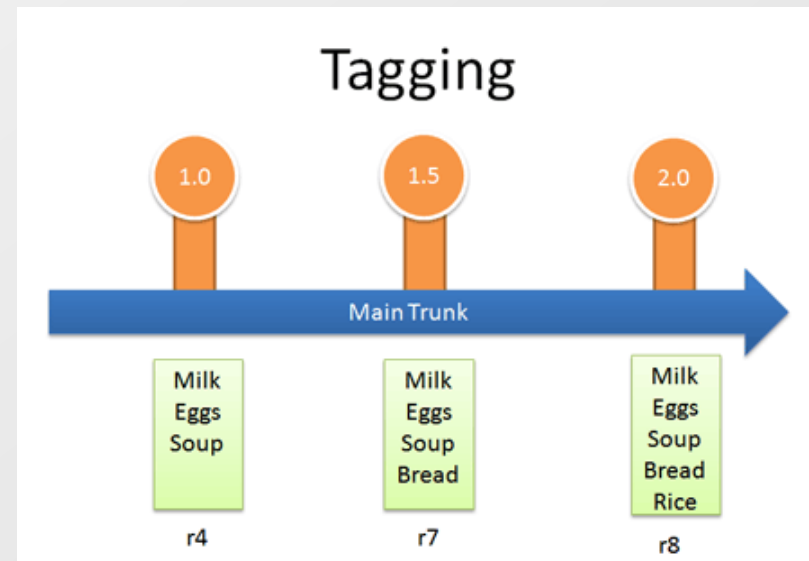 Tagging
1.0
1.5
2.0
Main Trunk
Milk
Eggs
Soup
r4
Milk
Eggs
Soup
Bread
r7
Milk
Eggs
Soup
Bread
Rice
r8